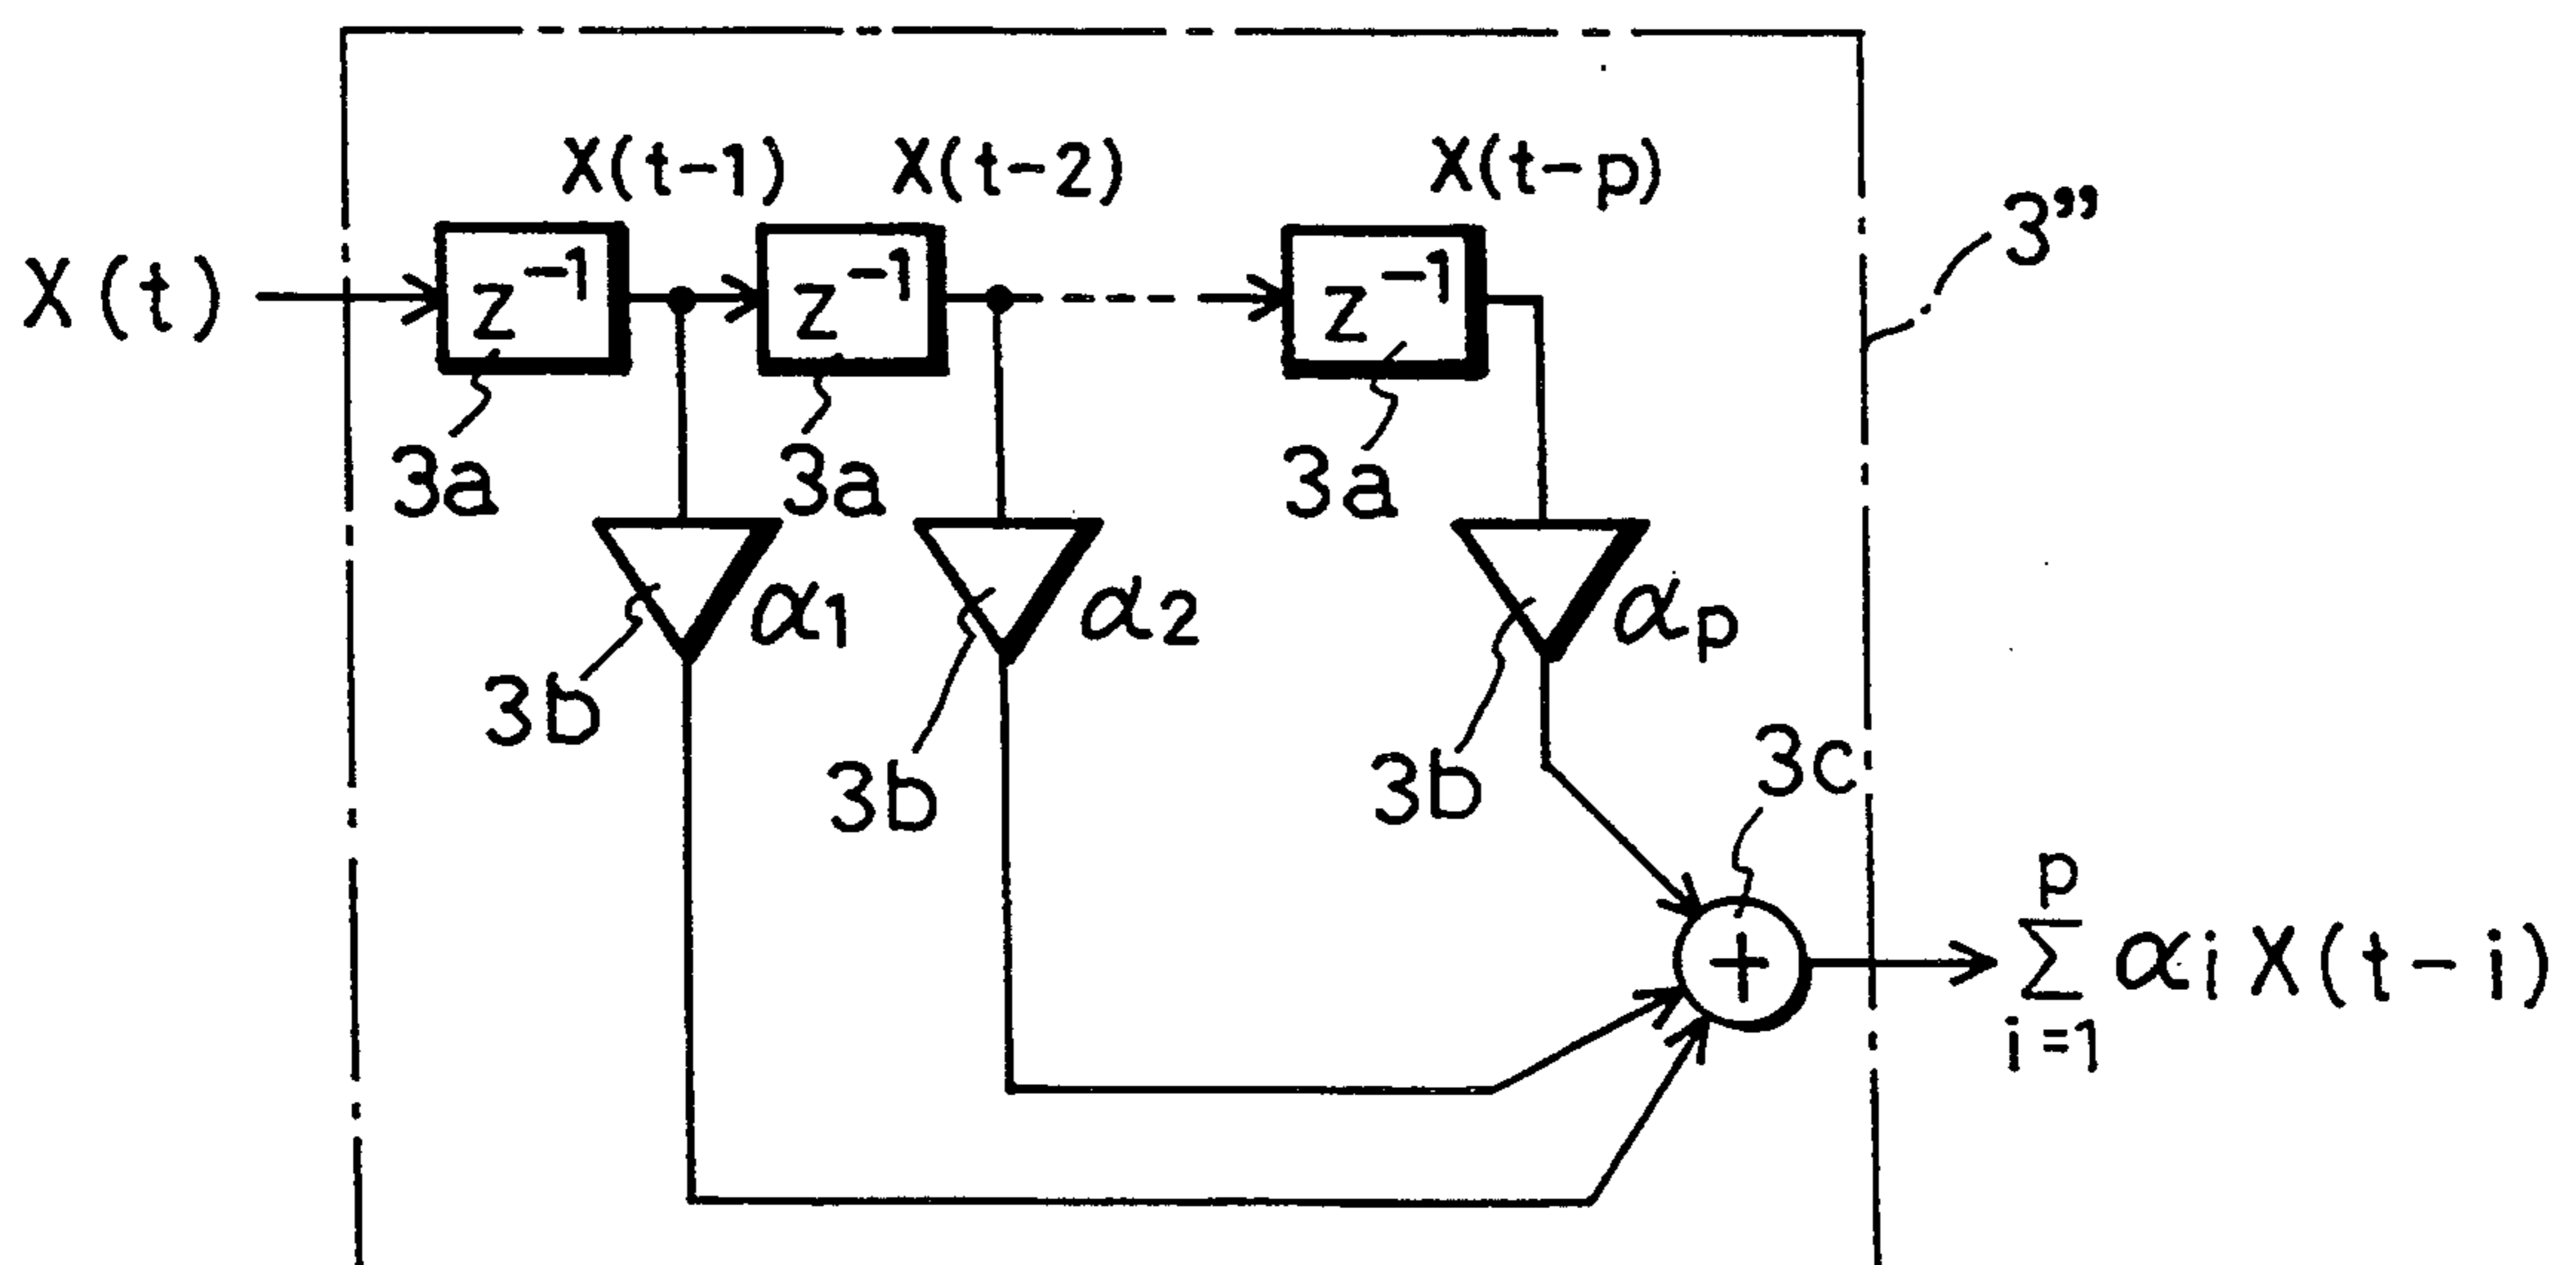 X(t-1) X(t-2) X(t-p)
3”
X(t) z⁻¹ z⁻¹ z⁻¹
3a 3a 3a
α1 α2 αp
3b 3b 3b
3c
p
∑ αi X(t-i)
i=1
+